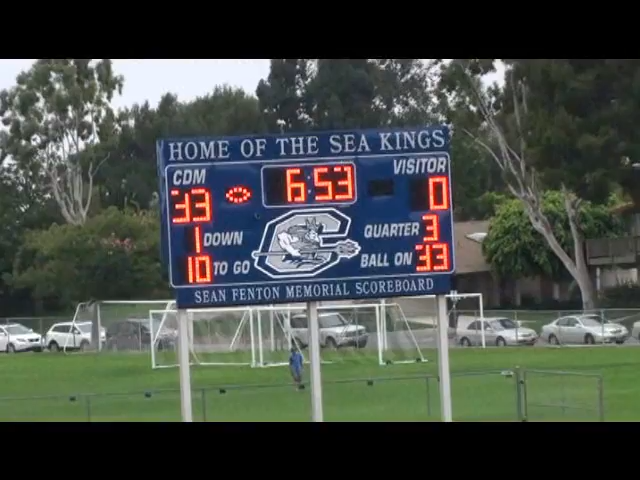 HOME OF THE SEA KINGS
CDM 6:53 VISITOR
33 0
1 DOWN QUARTER 3
10 TO GO BALL ON 33
SEAN FENTON MEMORIAL SCOREBOARD